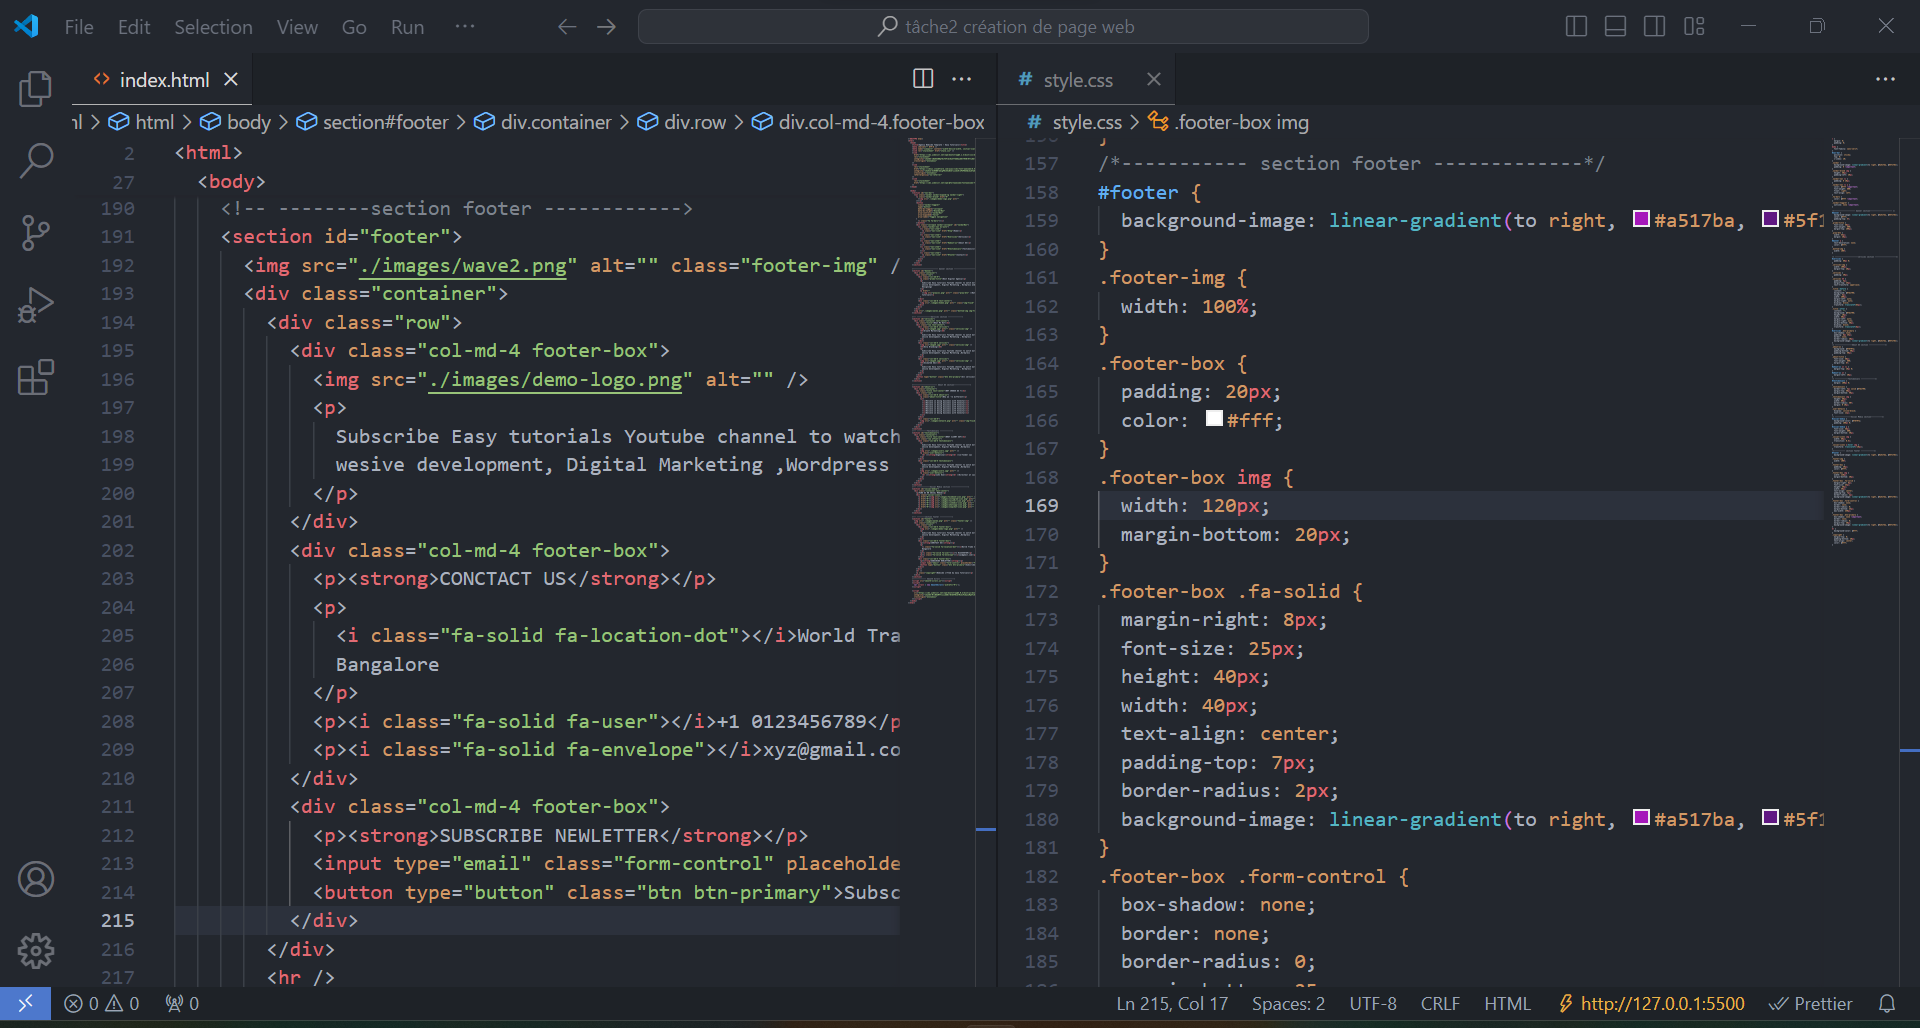 File Edit Selection View Go Run ··· tâche2 création de page web
index.html
# style.css
html > body > section#footer > div.container > div.row > div.col-md-4.footer-box
# style.css > .footer-box img
2 <html>
27 <body>
190 <!-- --------section footer ------------>
191 <section id="footer">
192 <img src="./images/wave2.png" alt="" class="footer-img" /
193 <div class="container">
194 <div class="row">
195 <div class="col-md-4 footer-box">
196 <img src="./images/demo-logo.png" alt="" />
197 <p>
198 Subscribe Easy tutorials Youtube channel to watch
199 wesive development, Digital Marketing ,Wordpress
200 </p>
201 </div>
202 <div class="col-md-4 footer-box">
203 <p><strong>CONCTACT US</strong></p>
204 <p>
205 <i class="fa-solid fa-location-dot"></i>World Tra
206 Bangalore
207 </p>
208 <p><i class="fa-solid fa-user"></i>+1 0123456789</p
209 <p><i class="fa-solid fa-envelope"></i>xyz@gmail.co
210 </div>
211 <div class="col-md-4 footer-box">
212 <p><strong>SUBSCRIBE NEWLETTER</strong></p>
213 <input type="email" class="form-control" placeholde
214 <button type="button" class="btn btn-primary">Subsc
215 </div>
216 </div>
217 <hr />
157 /*----------- section footer -------------*/
158 #footer {
159 background-image: linear-gradient(to right, #a517ba, #5f1
160 }
161 .footer-img {
162 width: 100%;
163 }
164 .footer-box {
165 padding: 20px;
166 color: #fff;
167 }
168 .footer-box img {
169 width: 120px;
170 margin-bottom: 20px;
171 }
172 .footer-box .fa-solid {
173 margin-right: 8px;
174 font-size: 25px;
175 height: 40px;
176 width: 40px;
177 text-align: center;
178 padding-top: 7px;
179 border-radius: 2px;
180 background-image: linear-gradient(to right, #a517ba, #5f1
181 }
182 .footer-box .form-control {
183 box-shadow: none;
184 border: none;
185 border-radius: 0;
0 0 0 Ln 215, Col 17 Spaces: 2 UTF-8 CRLF HTML http://127.0.0.1:5500 Prettier